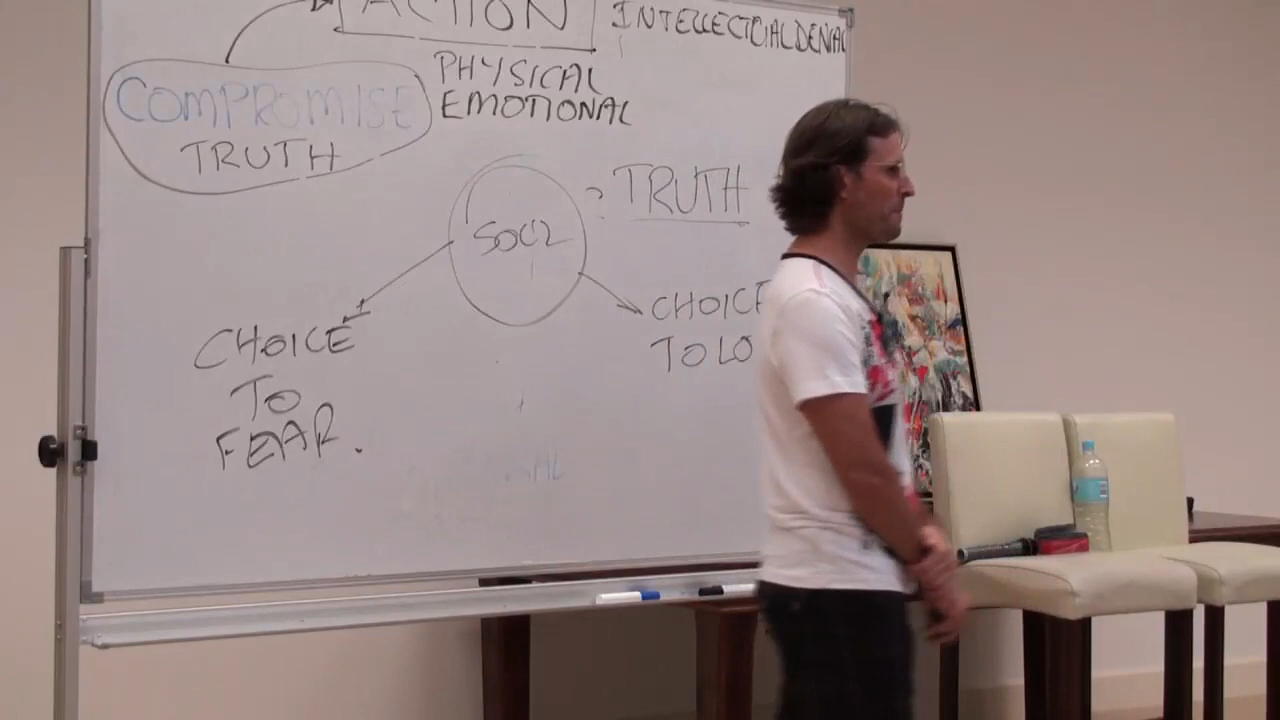 ACTION
INTELLECTUAL DENIAL
PHYSICAL
EMOTIONAL
COMPROMISE
TRUTH
? TRUTH
SOUL
CHOICE
TO
FEAR.
CHOICE
TO LO